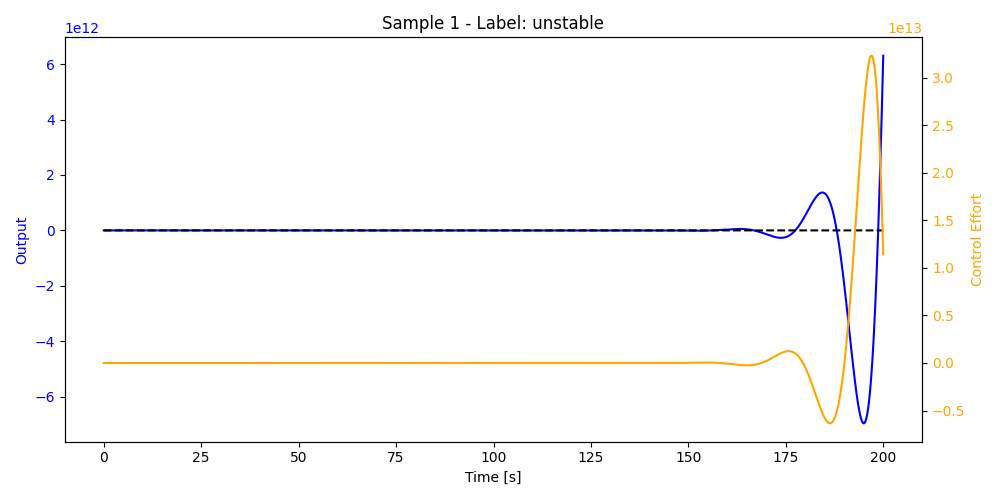 Sample 1 - Label: unstable
1e12
1e13
6
4
2
0
−2
−4
−6
Output
3.0
2.5
2.0
1.5
1.0
0.5
0.0
−0.5
Control Effort
0 25 50 75 100 125 150 175 200
Time [s]